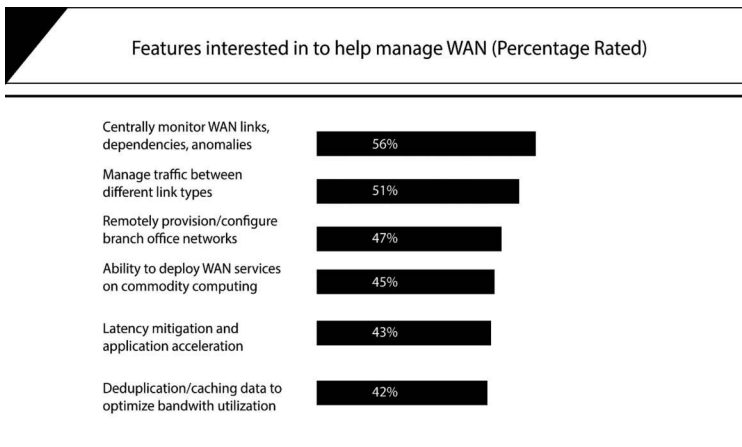 Features interested in to help manage WAN (Percentage Rated)
Centrally monitor WAN links,
dependencies, anomalies
56%
Manage traffic between
different link types
51%
Remotely provision/configure
branch office networks
47%
Ability to deploy WAN services
on commodity computing
45%
Latency mitigation and
application acceleration
43%
Deduplication/caching data to
optimize bandwith utilization
42%